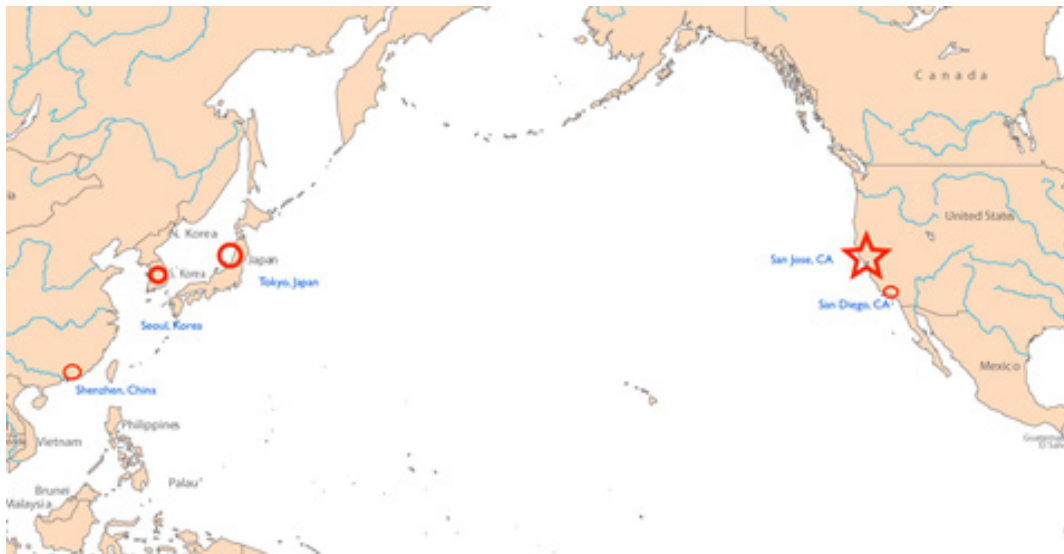 Canada
United States
N. Korea
San Jose, CA
Japan
S. Korea
Tokyo, Japan
San Diego, CA
Seoul, Korea
Mexico
Shenzhen, China
Philippines
Vietnam
Palau
Brunei
Malaysia